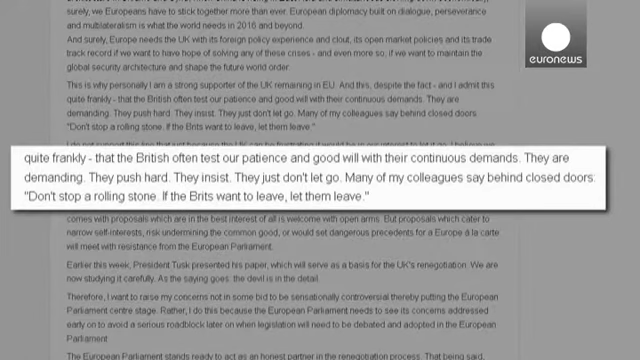 surely, we Europeans have to stick together more than ever. European diplomacy built on dialogue, perseverance
and multilateralism is what the world needs in 2016 and beyond.
And surely, Europe needs the UK with its foreign policy experience and clout, its open market policies and its trade
track record if we want to have hope of solving any of these crises - and even more so, if we want to maintain the
global security architecture and shape the future world order.
This is why personally I am a strong supporter of the UK remaining in EU. And this, despite the fact - and I admit this
quite frankly - that the British often test our patience and good will with their continuous demands. They are
demanding. They push hard. They insist. They just don't let go. Many of my colleagues say behind closed doors:
"Don't stop a rolling stone. If the Brits want to leave, let them leave."
quite frankly - that the British often test our patience and good will with their continuous demands. They are
demanding. They push hard. They insist. They just don't let go. Many of my colleagues say behind closed doors:
"Don't stop a rolling stone. If the Brits want to leave, let them leave."
comes with proposals which are in the best interest of all is welcome with open arms. But proposals which cater to
narrow self-interests, risk undermining the common good, or would set dangerous precedents for a Europe à la carte
will meet with resistance from the European Parliament.
Earlier this week, President Tusk presented his paper, which will serve as a basis for the UK's renegotiation. We are
now studying it carefully. As the saying goes: the devil is in the detail.
Therefore, I want to raise my concerns not in some bid to be sensationally controversial thereby putting the European
Parliament centre stage. Rather, I do this because the European Parliament needs to see its concerns addressed
early on to avoid a serious roadblock later on when legislation will need to be debated and adopted in the European
Parliament.
The European Parliament stands ready to act as an honest partner in the renegotiation process. That being said,
euronews